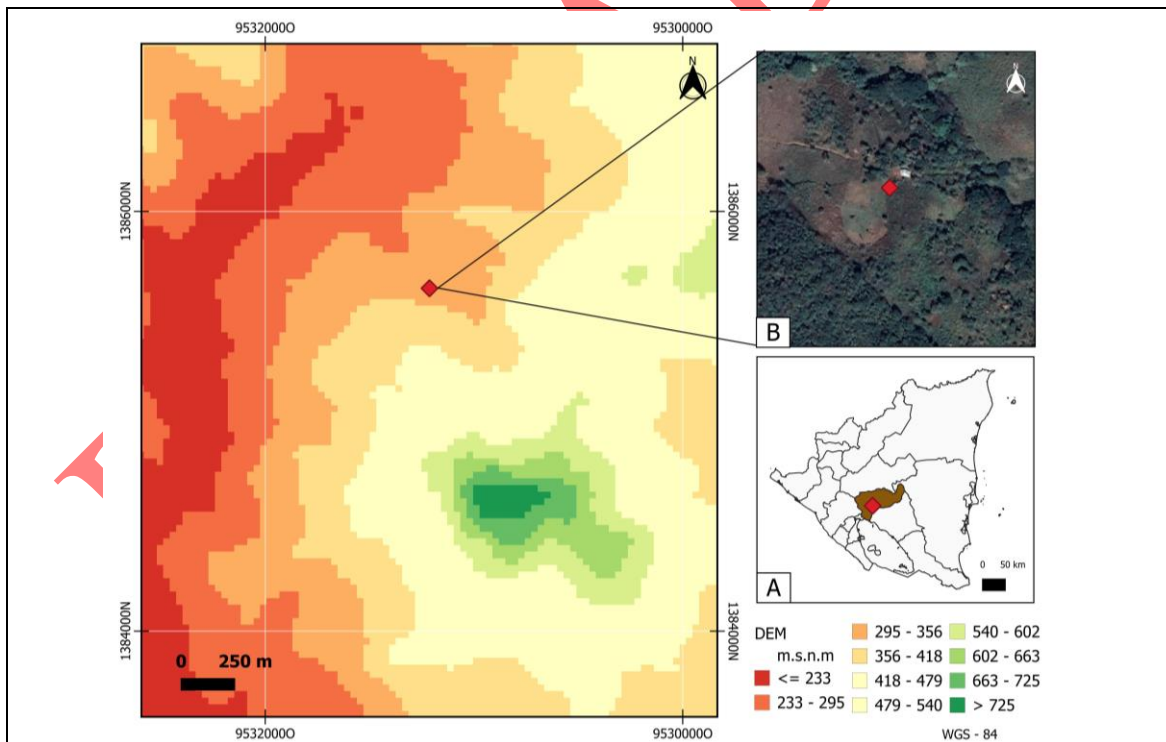 95320000 95300000
N
N
1386000N
1386000N
B
A
0 50 km
1384000N
1384000N
0 250 m
95320000 95300000
DEM
m.s.n.m
<= 233
233 - 295
295 - 356
356 - 418
418 - 479
479 - 540
540 - 602
602 - 663
663 - 725
> 725
WGS - 84